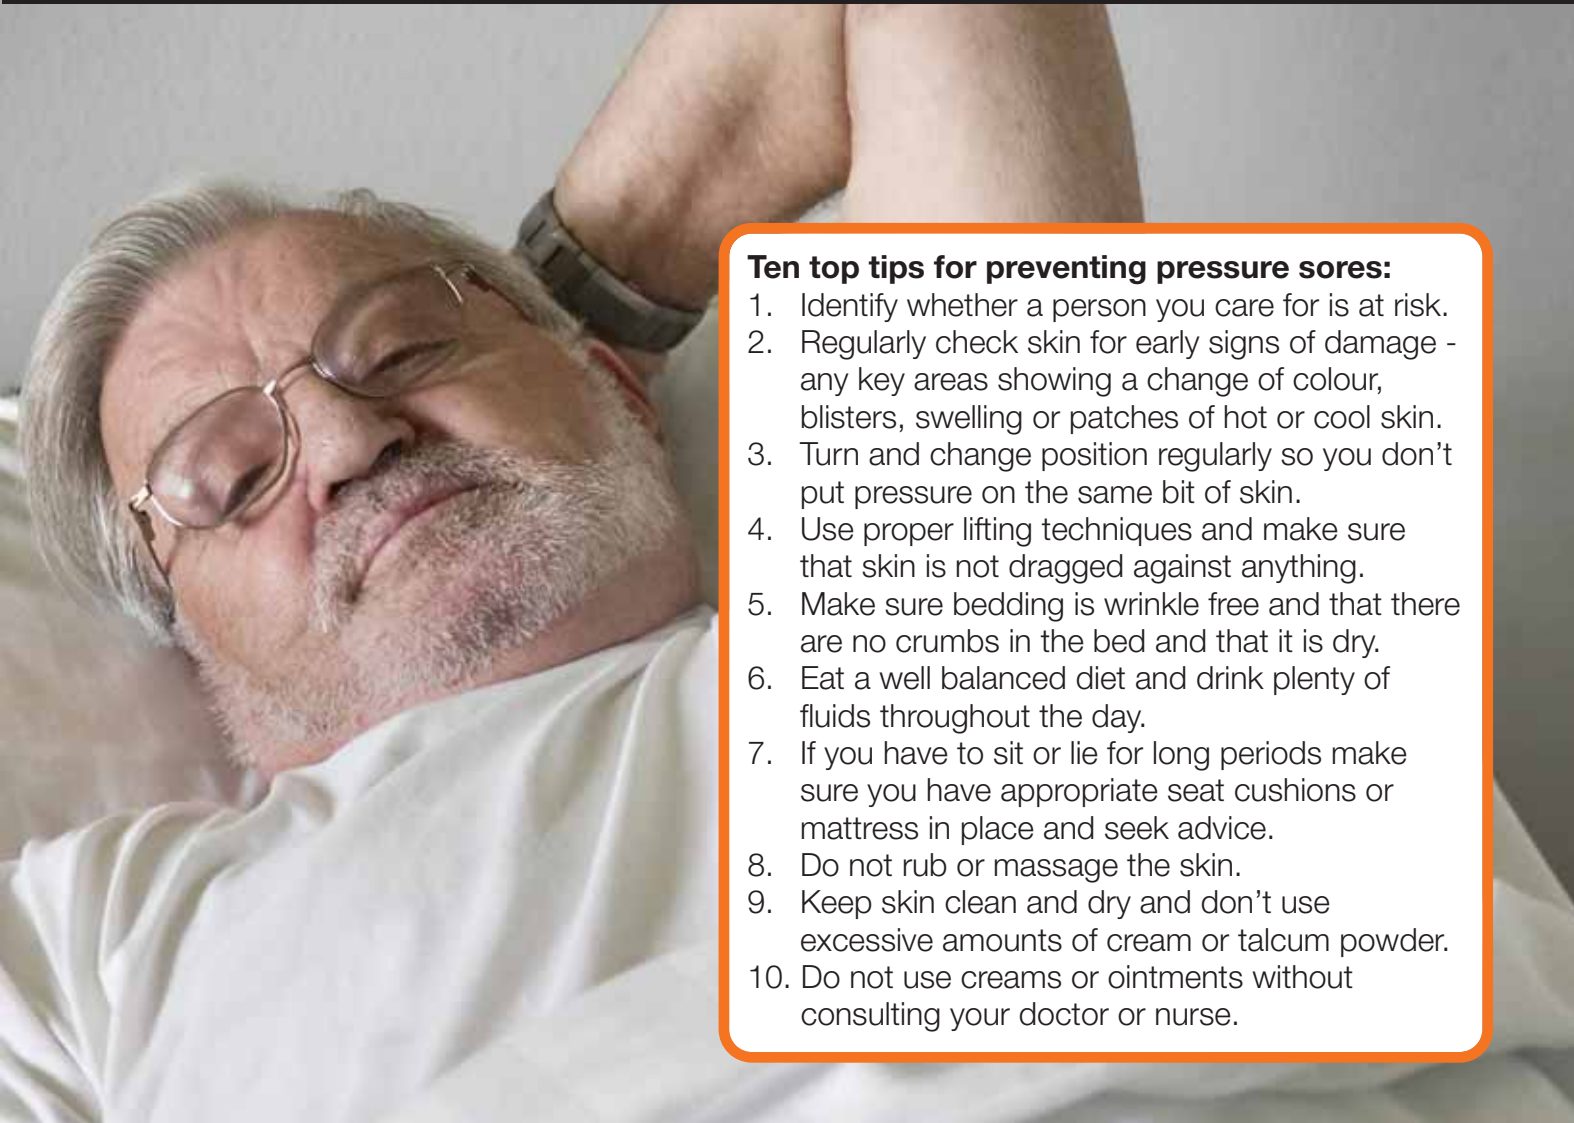 Ten top tips for preventing pressure sores:
1. Identify whether a person you care for is at risk.
2. Regularly check skin for early signs of damage -
any key areas showing a change of colour,
blisters, swelling or patches of hot or cool skin.
3. Turn and change position regularly so you don’t
put pressure on the same bit of skin.
4. Use proper lifting techniques and make sure
that skin is not dragged against anything.
5. Make sure bedding is wrinkle free and that there
are no crumbs in the bed and that it is dry.
6. Eat a well balanced diet and drink plenty of
fluids throughout the day.
7. If you have to sit or lie for long periods make
sure you have appropriate seat cushions or
mattress in place and seek advice.
8. Do not rub or massage the skin.
9. Keep skin clean and dry and don’t use
excessive amounts of cream or talcum powder.
10. Do not use creams or ointments without
consulting your doctor or nurse.